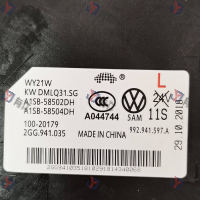 L
WY21W
KW DMLQ31.SG
A1SB-58502DH
A1SB-58504DH
24V
A044744
5AM
11S
100-20179
2GG.941.035
MADE IN CHINA
992.941.597.A
29 10 2018